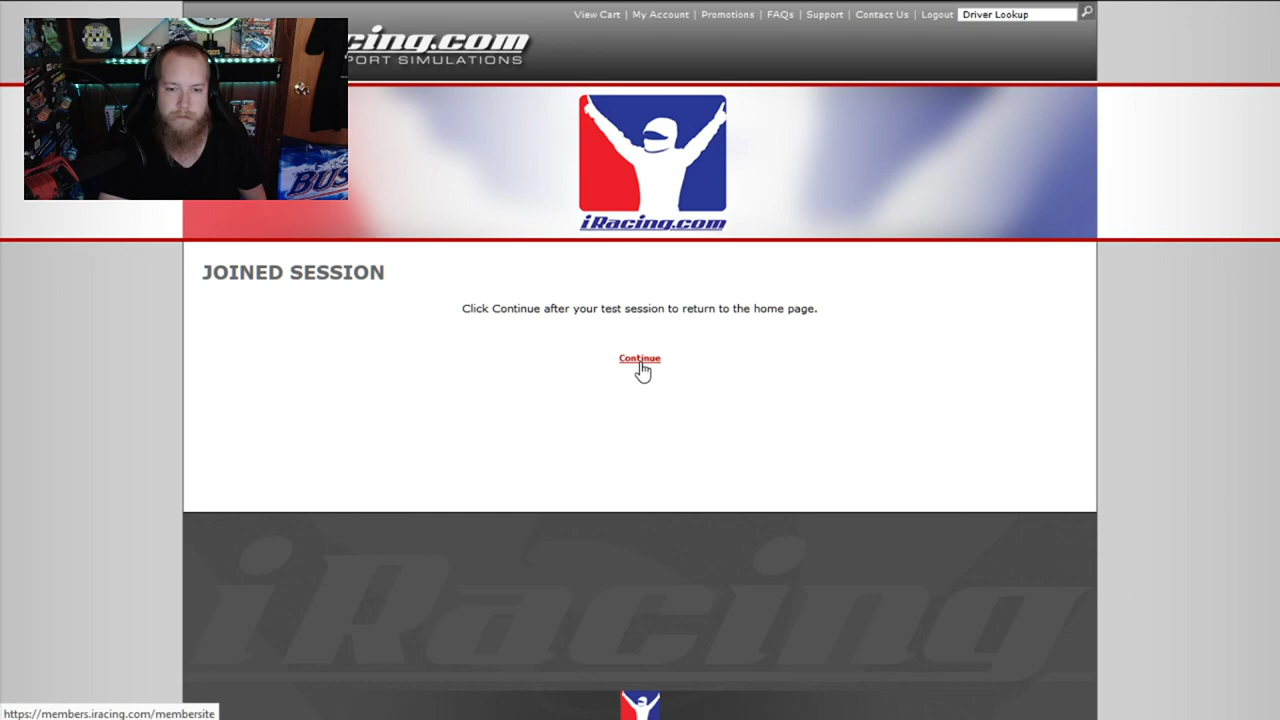 View Cart | My Account | Promotions | FAQs | Support | Contact Us | Logout
Driver Lookup
cing.com
PORT SIMULATIONS
BUS
iRacing.com
JOINED SESSION
Click Continue after your test session to return to the home page.
Continue
iRacing
https://members.iracing.com/membersite